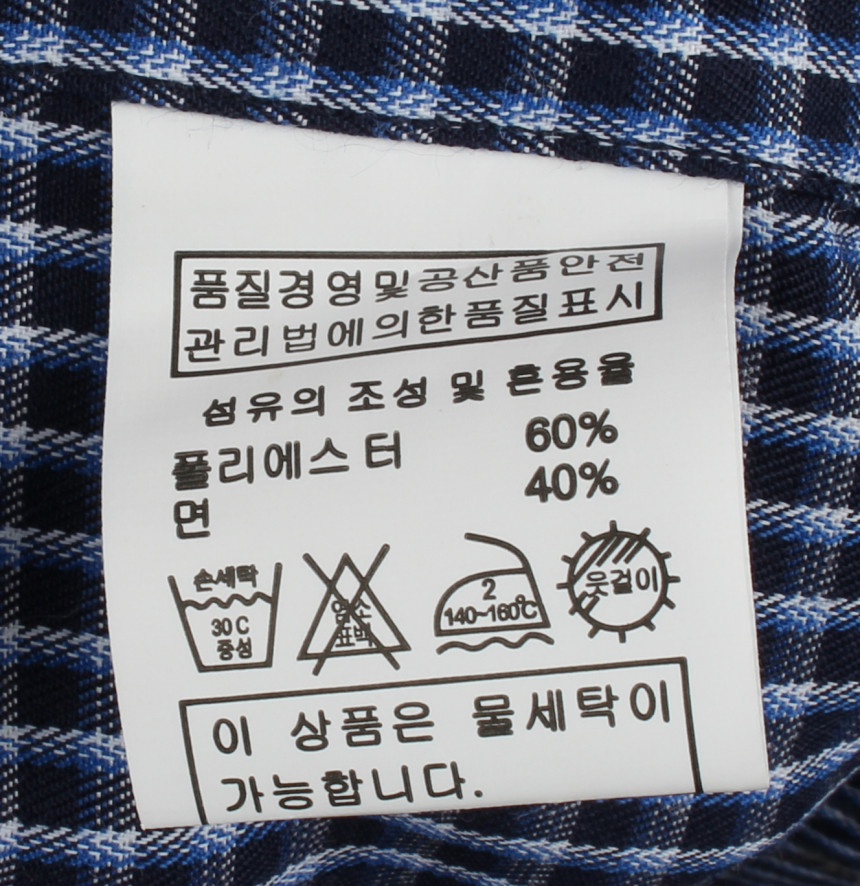 품질경영및공산품안전
관리법에의한품질표시
섬유의 조성 및 혼용율
폴리에스터 60%
면 40%
손세탁
30 C
중성
염소
표백
2
140~160℃
옷걸이
이 상품은 물세탁이
가능합니다.